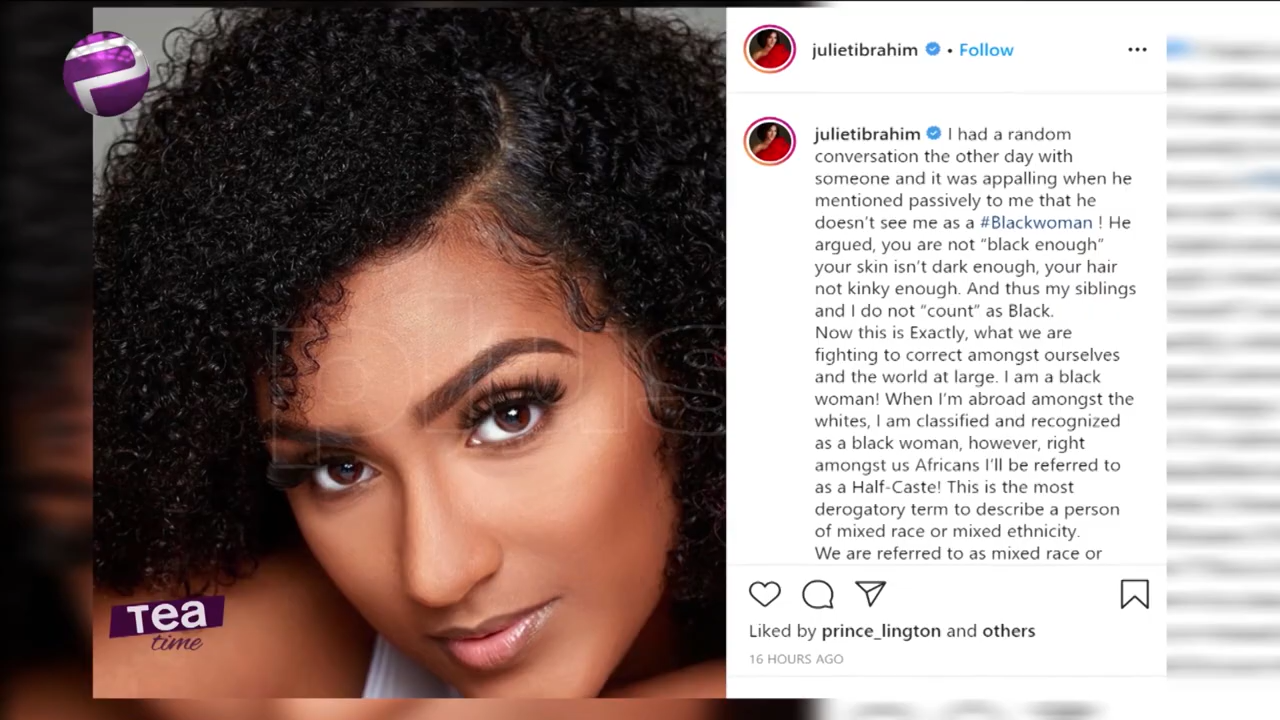 julietibrahim • Follow
julietibrahim I had a random
conversation the other day with
someone and it was appalling when he
mentioned passively to me that he
doesn't see me as a #Blackwoman ! He
argued, you are not “black enough”
your skin isn't dark enough, your hair
not kinky enough. And thus my siblings
and I do not “count” as Black.
Now this is Exactly, what we are
fighting to correct amongst ourselves
and the world at large. I am a black
woman! When I'm abroad amongst the
whites, I am classified and recognized
as a black woman, however, right
amongst us Africans I'll be referred to
as a Half-Caste! This is the most
derogatory term to describe a person
of mixed race or mixed ethnicity.
We are referred to as mixed race or
Liked by prince_lington and others
16 HOURS AGO
Tea
time